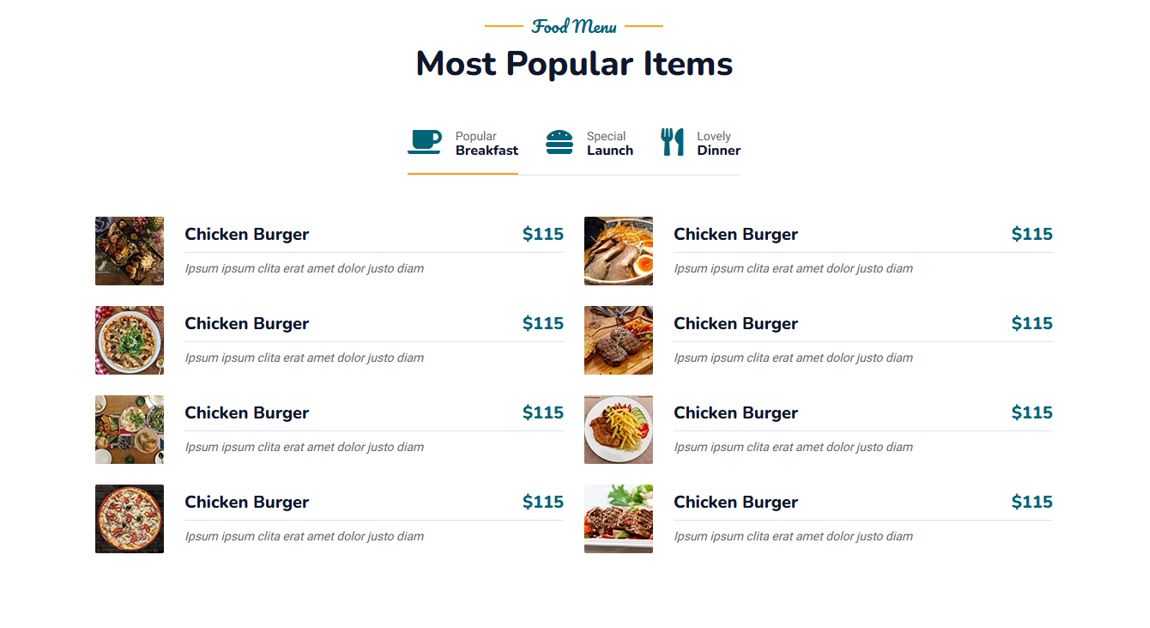 Food Menu
Most Popular Items
Popular
Breakfast
Special
Launch
Lovely
Dinner
Chicken Burger $115
Ipsum ipsum clita erat amet dolor justo diam
Chicken Burger $115
Ipsum ipsum clita erat amet dolor justo diam
Chicken Burger $115
Ipsum ipsum clita erat amet dolor justo diam
Chicken Burger $115
Ipsum ipsum clita erat amet dolor justo diam
Chicken Burger $115
Ipsum ipsum clita erat amet dolor justo diam
Chicken Burger $115
Ipsum ipsum clita erat amet dolor justo diam
Chicken Burger $115
Ipsum ipsum clita erat amet dolor justo diam
Chicken Burger $115
Ipsum ipsum clita erat amet dolor justo diam